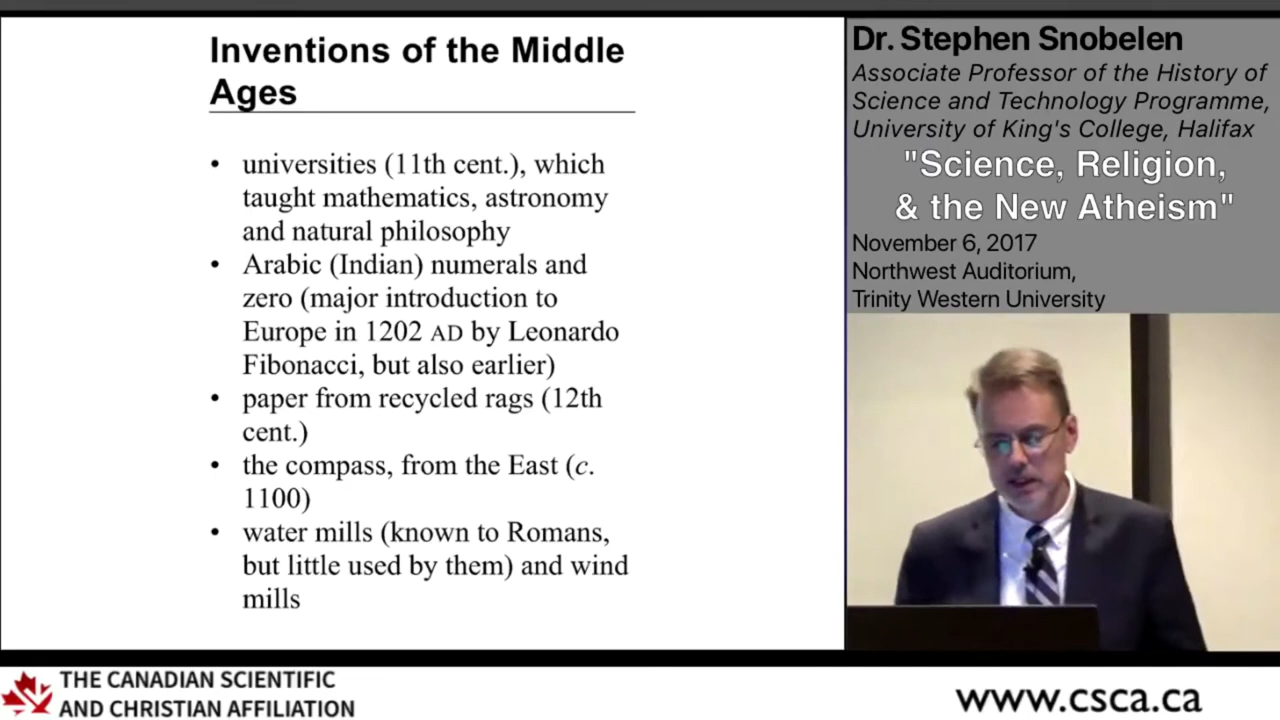 Inventions of the Middle
Ages
• universities (11th cent.), which
taught mathematics, astronomy
and natural philosophy
• Arabic (Indian) numerals and
zero (major introduction to
Europe in 1202 AD by Leonardo
Fibonacci, but also earlier)
• paper from recycled rags (12th
cent.)
• the compass, from the East (c.
1100)
• water mills (known to Romans,
but little used by them) and wind
mills
Dr. Stephen Snobelen
Associate Professor of the History of
Science and Technology Programme,
University of King's College, Halifax
"Science, Religion,
& the New Atheism"
November 6, 2017
Northwest Auditorium,
Trinity Western University
THE CANADIAN SCIENTIFIC
AND CHRISTIAN AFFILIATION
www.csca.ca